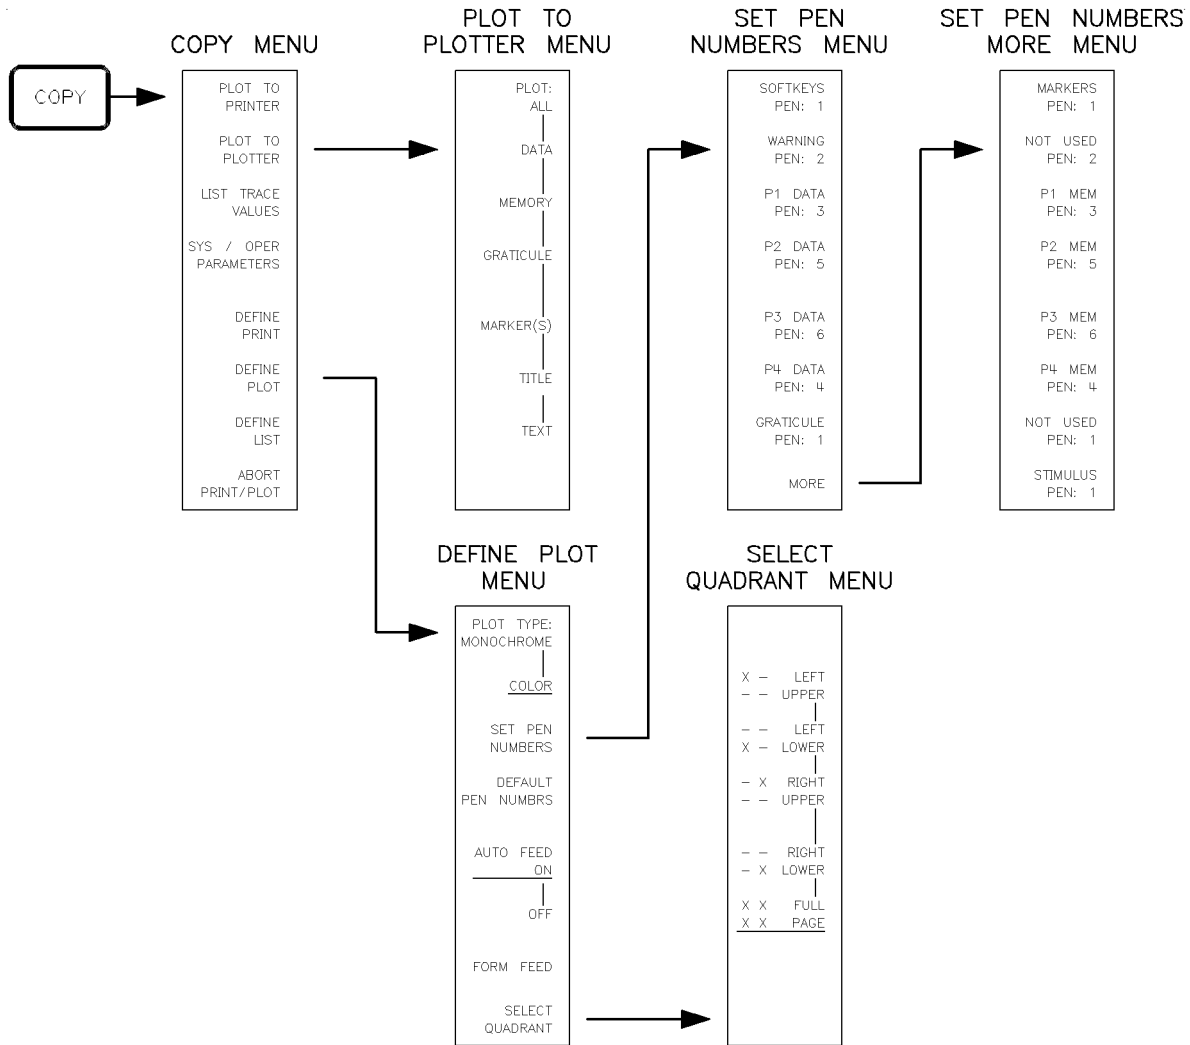 COPY
COPY MENU
PLOT TO
PRINTER
PLOT TO
PLOTTER
LIST TRACE
VALUES
SYS / OPER
PARAMETERS
DEFINE
PRINT
DEFINE
PLOT
DEFINE
LIST
ABORT
PRINT/PLOT
PLOT TO
PLOTTER MENU
PLOT:
ALL
DATA
MEMORY
GRATICULE
MARKER(S)
TITLE
TEXT
SET PEN
NUMBERS MENU
SOFTKEYS
PEN: 1
WARNING
PEN: 2
P1 DATA
PEN: 3
P2 DATA
PEN: 5
P3 DATA
PEN: 6
P4 DATA
PEN: 4
GRATICULE
PEN: 1
MORE
SET PEN NUMBERS
MORE MENU
MARKERS
PEN: 1
NOT USED
PEN: 2
P1 MEM
PEN: 3
P2 MEM
PEN: 5
P3 MEM
PEN: 6
P4 MEM
PEN: 4
NOT USED
PEN: 1
STIMULUS
PEN: 1
DEFINE PLOT
MENU
PLOT TYPE:
MONOCHROME
COLOR
SET PEN
NUMBERS
DEFAULT
PEN NUMBRS
AUTO FEED
ON
OFF
FORM FEED
SELECT
QUADRANT
SELECT
QUADRANT MENU
X – LEFT
– – UPPER
– – LEFT
X – LOWER
– X RIGHT
– – UPPER
– – RIGHT
– X LOWER
X X FULL
X X PAGE